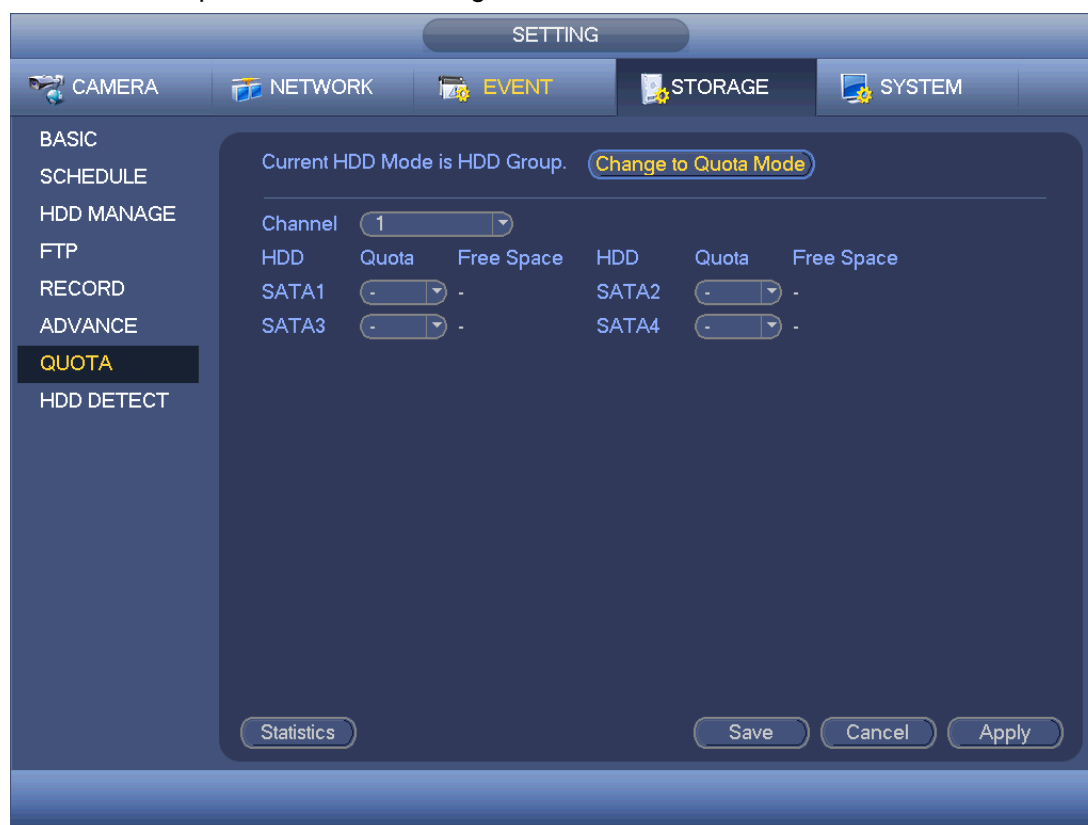 SETTING
CAMERA NETWORK EVENT STORAGE SYSTEM
BASIC
SCHEDULE
HDD MANAGE
FTP
RECORD
ADVANCE
QUOTA
HDD DETECT
Current HDD Mode is HDD Group. Change to Quota Mode
Channel 1
HDD Quota Free Space HDD Quota Free Space
SATA1 - - SATA2 - -
SATA3 - - SATA4 - -
Statistics Save Cancel Apply